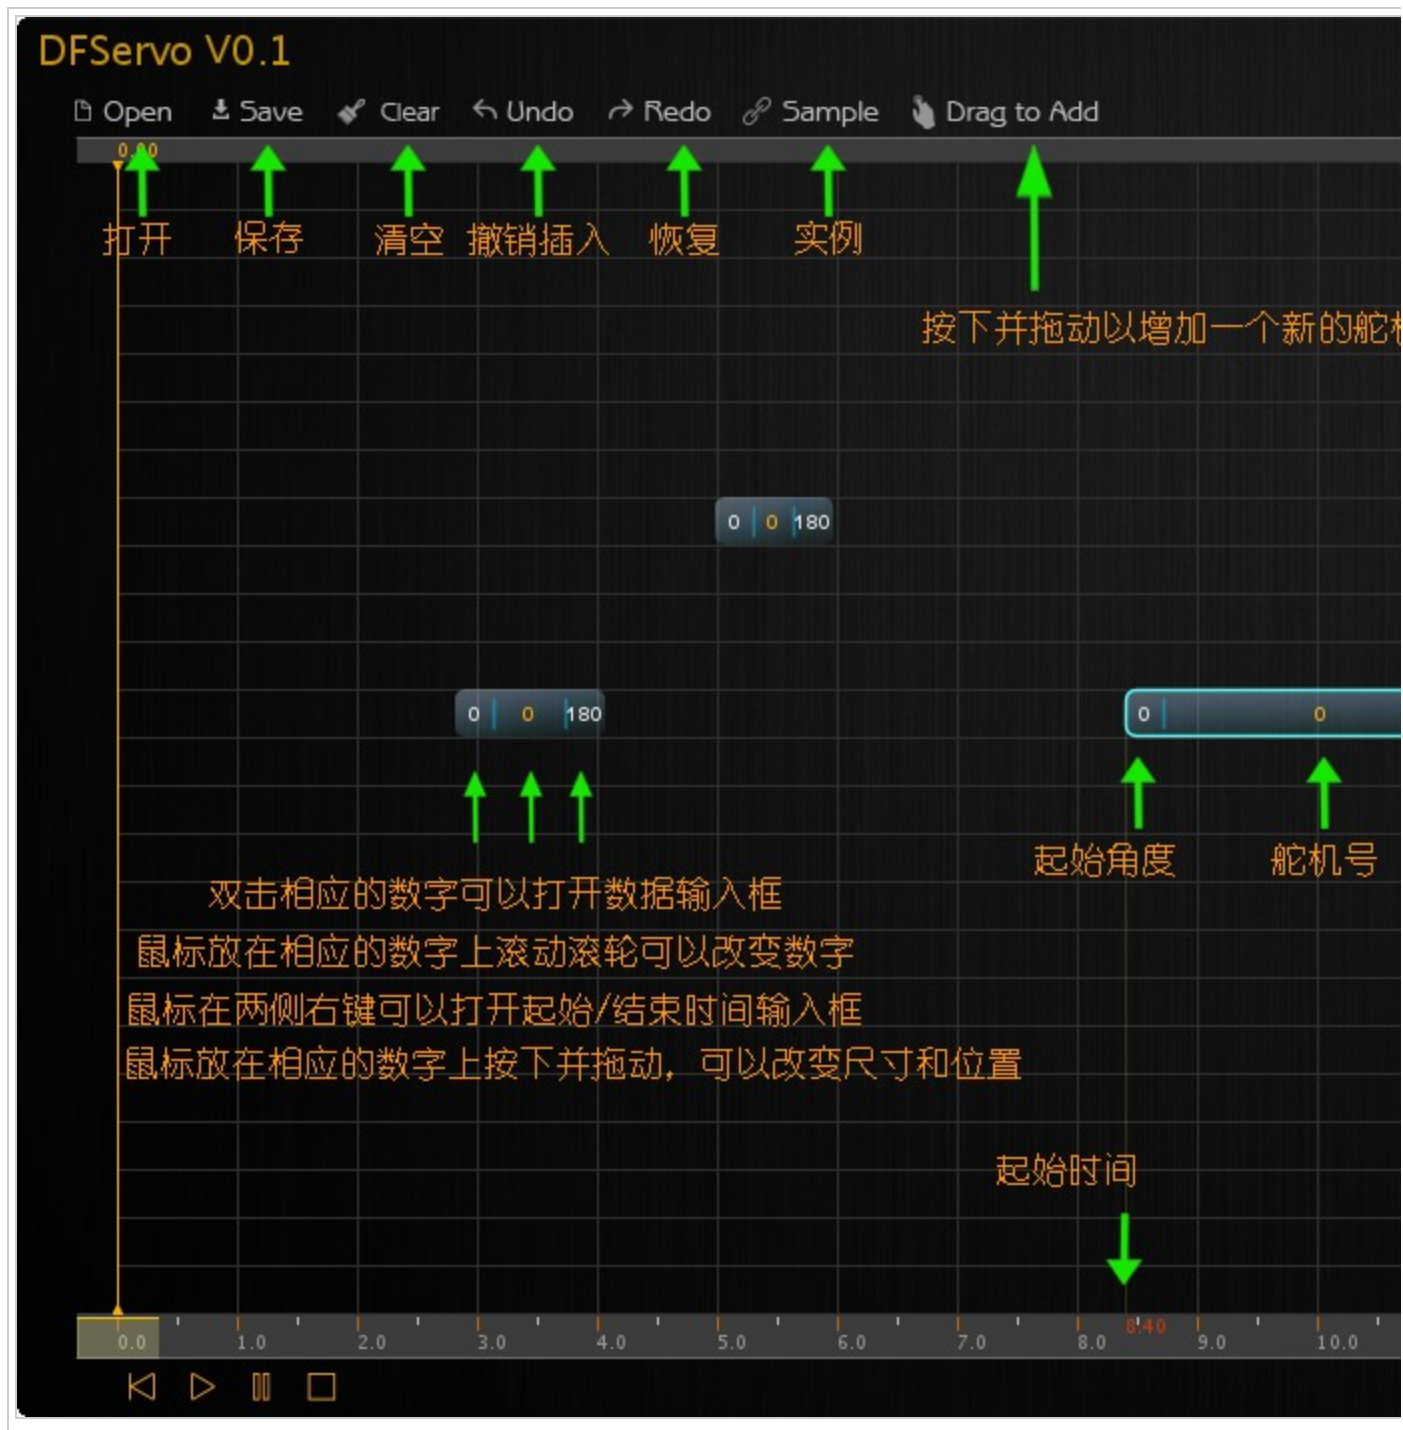 DFServo V0.1
Open Save Clear Undo Redo Sample Drag to Add
0.00
打开 保存 清空 撤销插入 恢复 实例
按下并拖动以增加一个新的舵
0 0 180
0 0 180
0 0
起始角度 舵机号
双击相应的数字可以打开数据输入框
鼠标放在相应的数字上滚动滚轮可以改变数字
鼠标在两侧右键可以打开起始/结束时间输入框
鼠标放在相应的数字上按下并拖动，可以改变尺寸和位置
起始时间
8.40
0.0 1.0 2.0 3.0 4.0 5.0 6.0 7.0 8.0 9.0 10.0